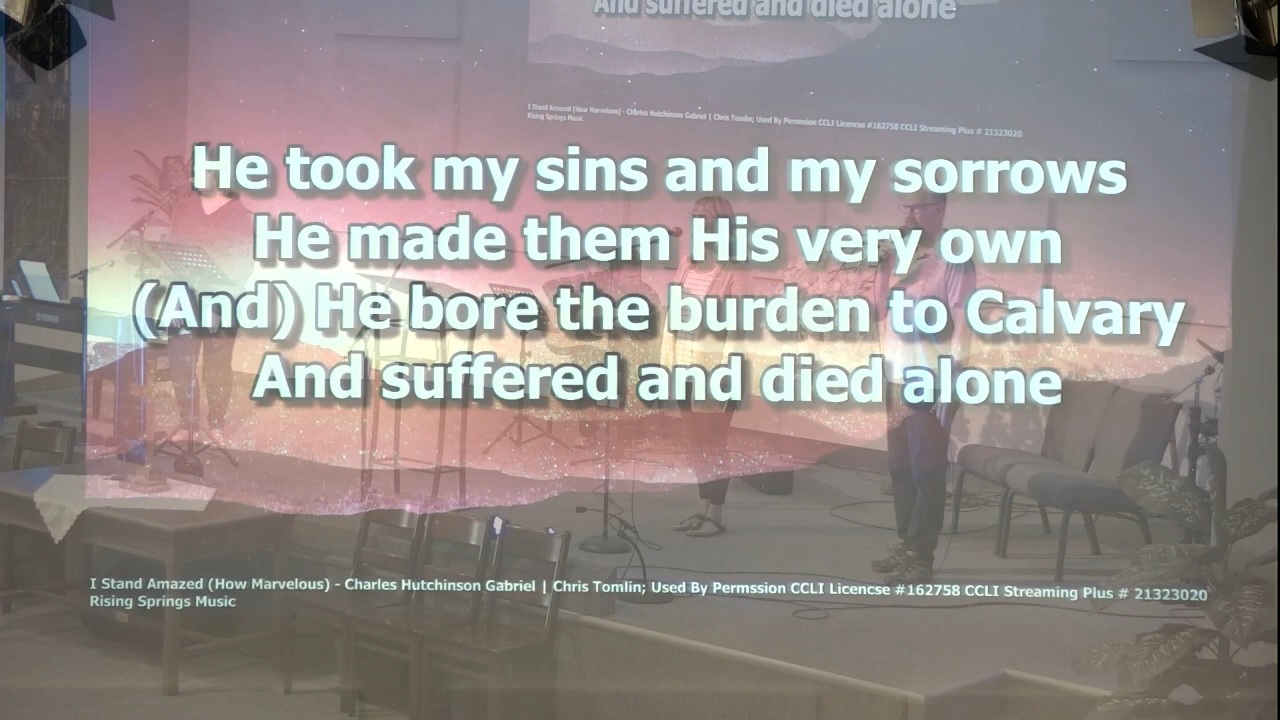 And suffered and died alone
I Stand Amazed (How Marvelous) - Charles Hutchinson Gabriel | Chris Tomlin; Used By Permssion CCLI Licencse #162758 CCLI Streaming Plus # 21323020
Rising Springs Music
He took my sins and my sorrows
He made them His very own
(And) He bore the burden to Calvary
And suffered and died alone
I Stand Amazed (How Marvelous) - Charles Hutchinson Gabriel | Chris Tomlin; Used By Permssion CCLI Licencse #162758 CCLI Streaming Plus # 21323020
Rising Springs Music